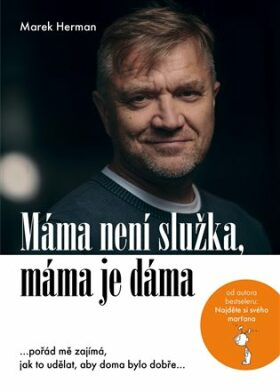 Marek Herman
Máma není služka,
máma je dáma
od autora
bestselleru:
Najděte si svého
marťana
...pořád mě zajímá,
jak to udělat, aby doma bylo dobře...